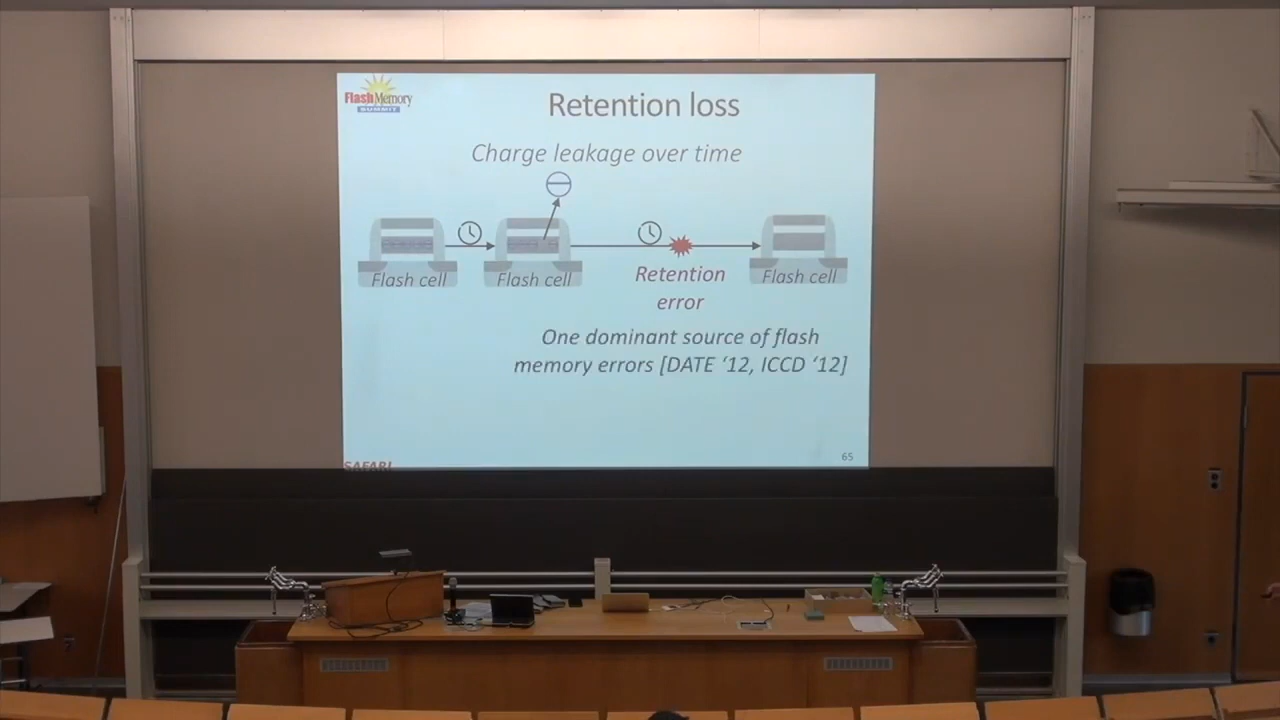 Flash Memory
SUMMIT
Retention loss
Charge leakage over time
Flash cell
Flash cell
Retention
error
Flash cell
One dominant source of flash
memory errors [DATE ‘12, ICCD ‘12]
SAFARI
65